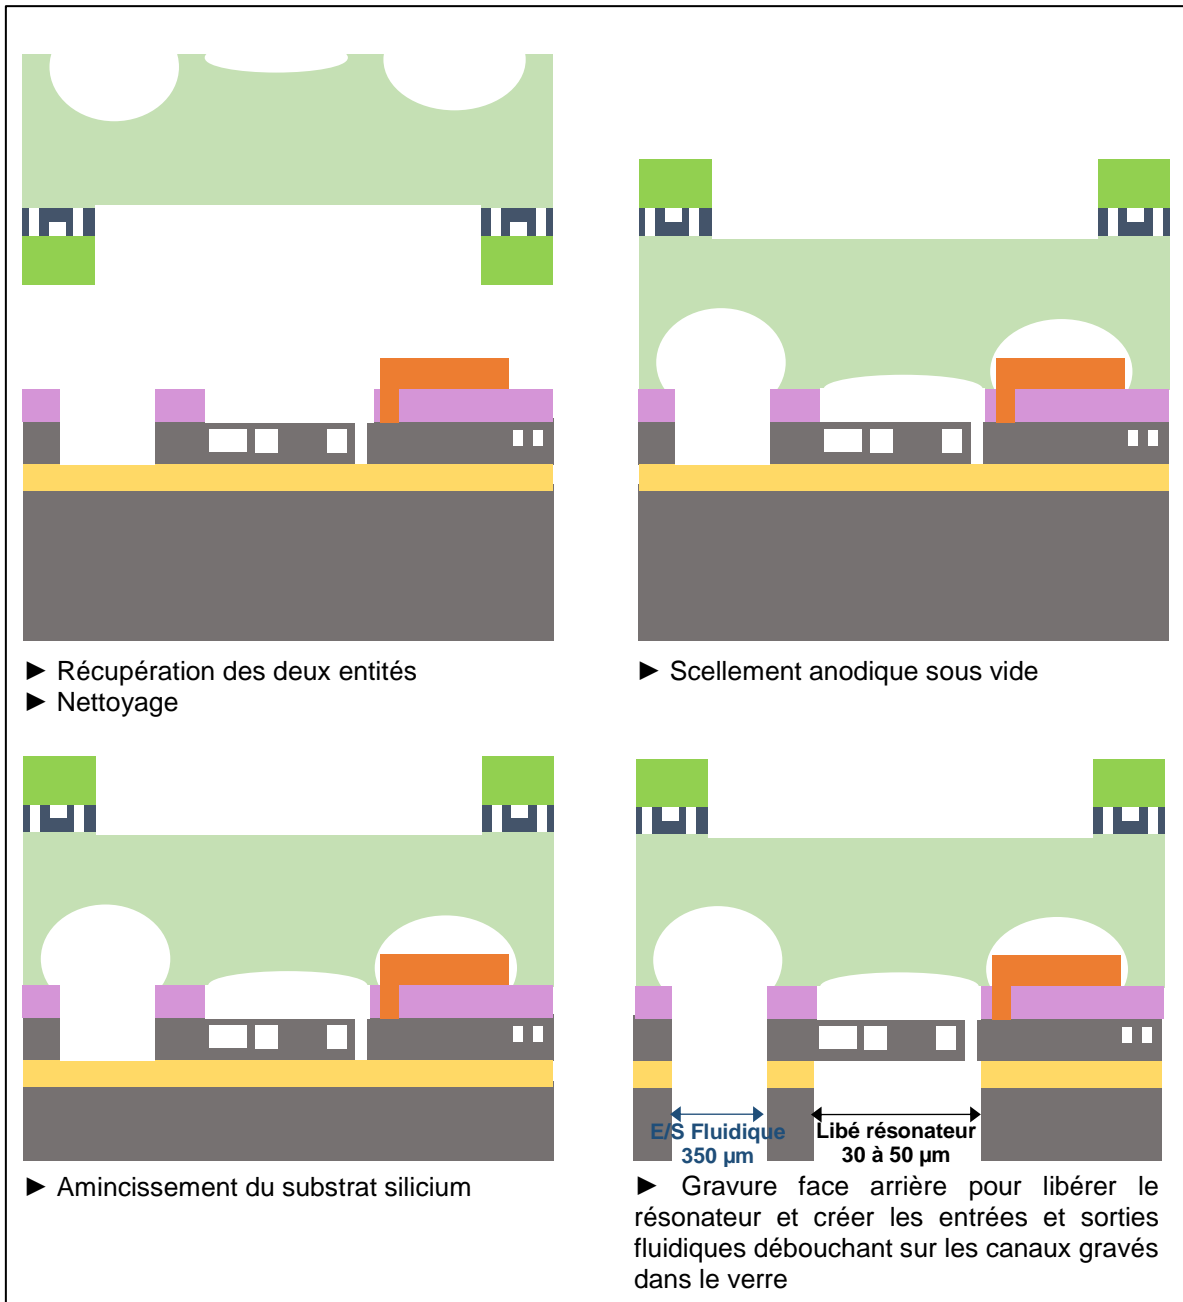 ► Récupération des deux entités
► Nettoyage
► Scellement anodique sous vide
E/S Fluidique
350 µm
Libé résonateur
30 à 50 µm
► Amincissement du substrat silicium
► Gravure face arrière pour libérer le
résonateur et créer les entrées et sorties
fluidiques débouchant sur les canaux gravés
dans le verre